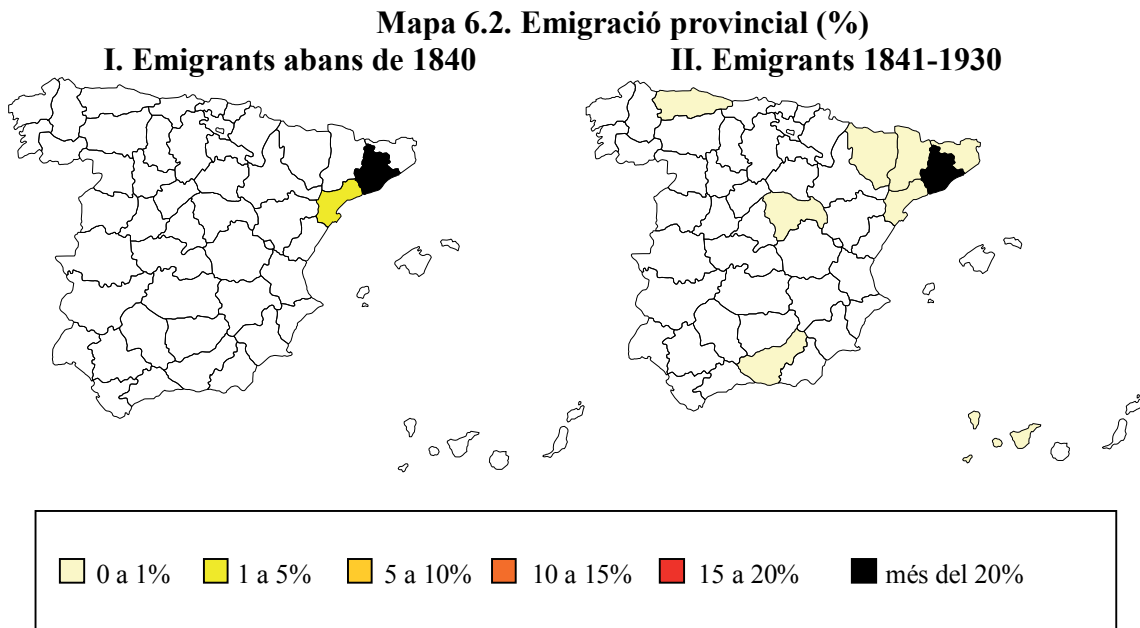 Mapa 6.2. Emigració provincial (%)
I. Emigrants abans de 1840
II. Emigrants 1841-1930
0 a 1%
1 a 5%
5 a 10%
10 a 15%
15 a 20%
més del 20%